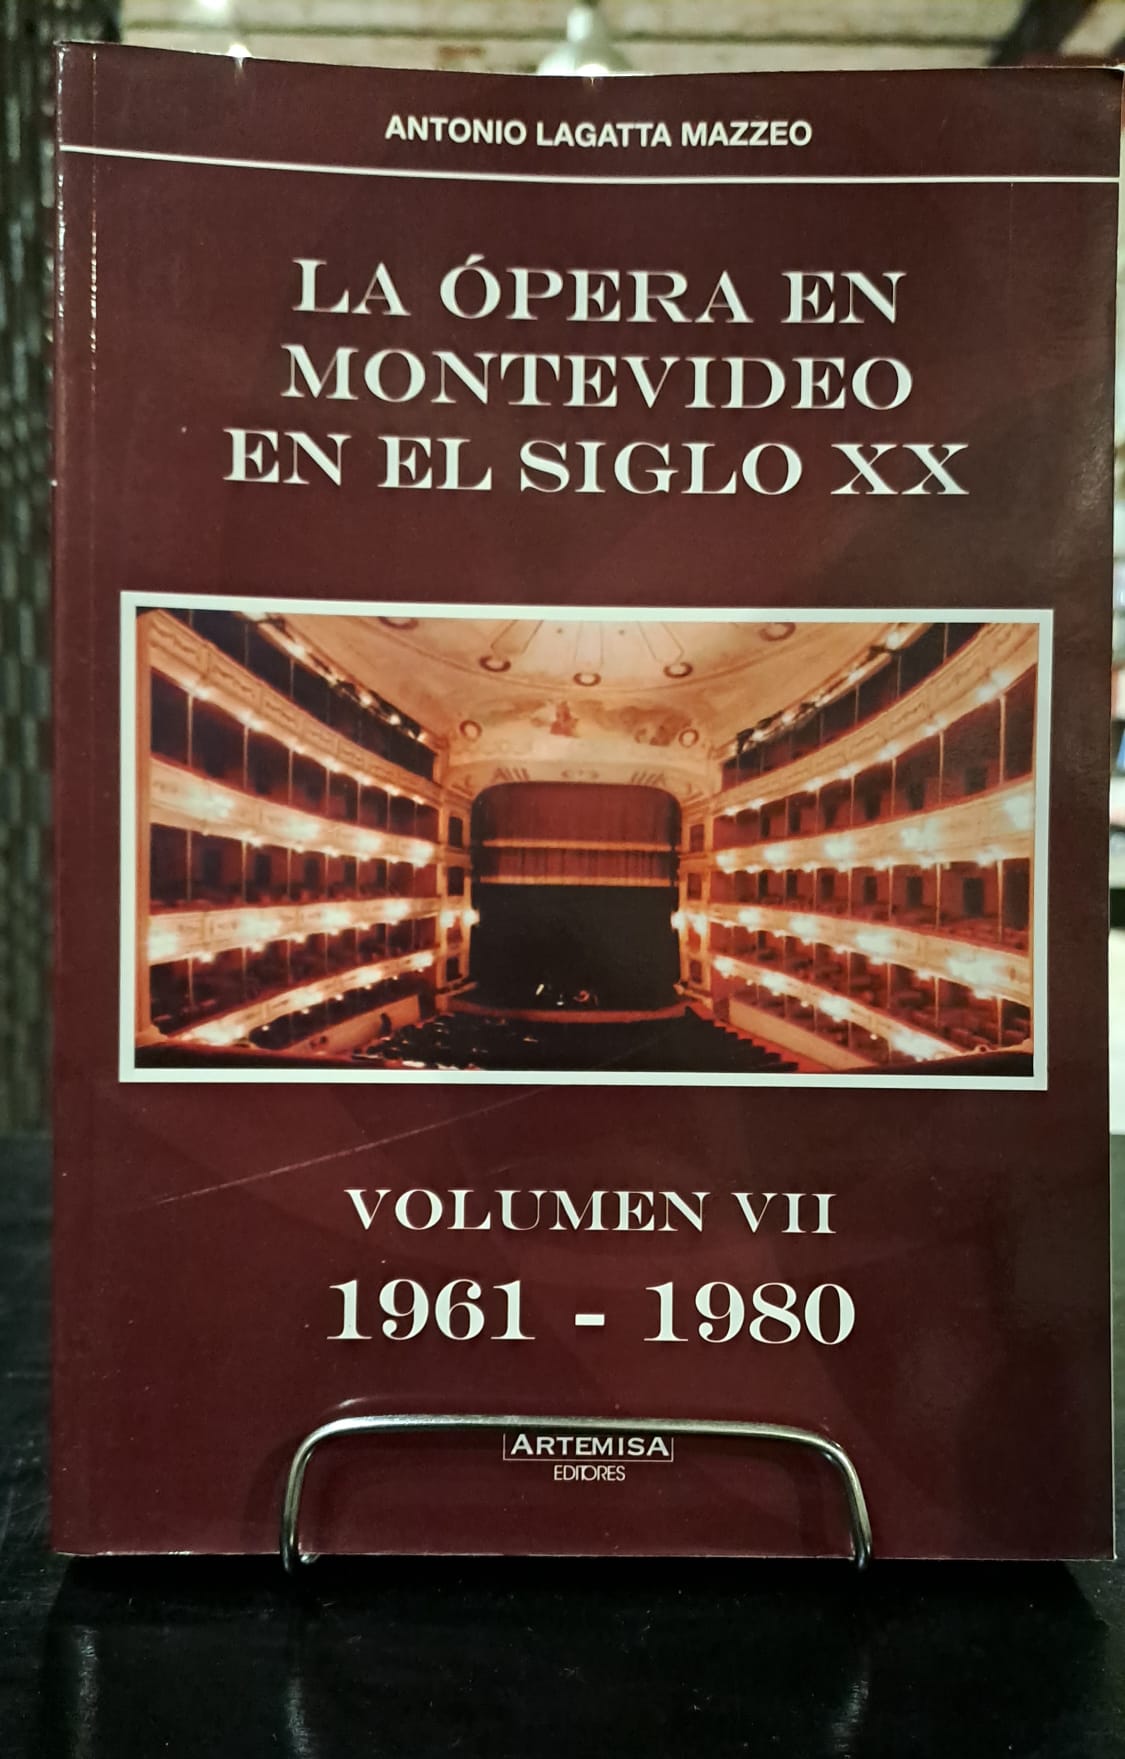 ANTONIO LAGATTA MAZZEO
LA ÓPERA EN
MONTEVIDEO
EN EL SIGLO XX
VOLUMEN VII
1961 - 1980
ARTEMISA
EDITORES